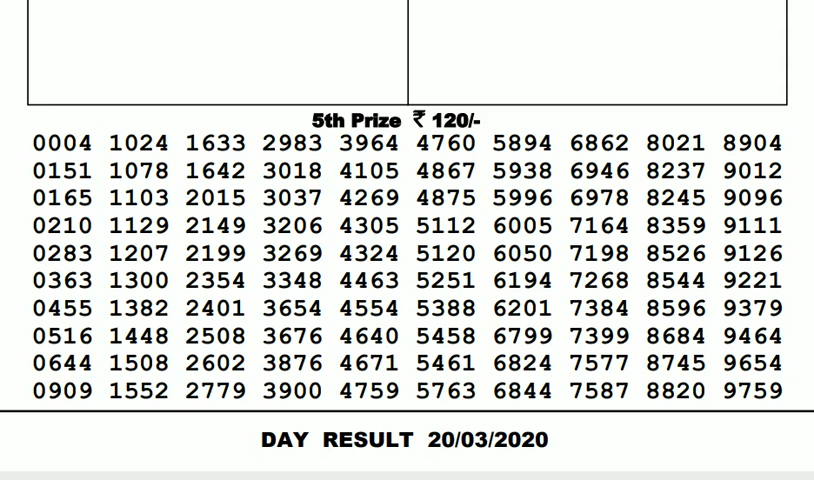 5th Prize ₹ 120/-
0004 1024 1633 2983 3964 4760 5894 6862 8021 8904
0151 1078 1642 3018 4105 4867 5938 6946 8237 9012
0165 1103 2015 3037 4269 4875 5996 6978 8245 9096
0210 1129 2149 3206 4305 5112 6005 7164 8359 9111
0283 1207 2199 3269 4324 5120 6050 7198 8526 9126
0363 1300 2354 3348 4463 5251 6194 7268 8544 9221
0455 1382 2401 3654 4554 5388 6201 7384 8596 9379
0516 1448 2508 3676 4640 5458 6799 7399 8684 9464
0644 1508 2602 3876 4671 5461 6824 7577 8745 9654
0909 1552 2779 3900 4759 5763 6844 7587 8820 9759
DAY RESULT 20/03/2020